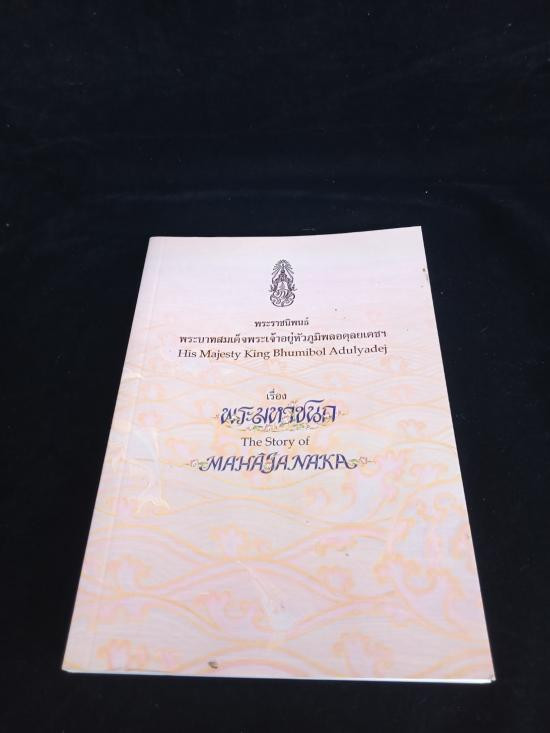 พระราชนิพนธ์
พระบาทสมเด็จพระเจ้าอยู่หัวภูมิพลอดุลยเดชฯ
His Majesty King Bhumibol Adulyadej
เรื่อง
พระมหาชนก
The Story of
MAHĀJANAKA